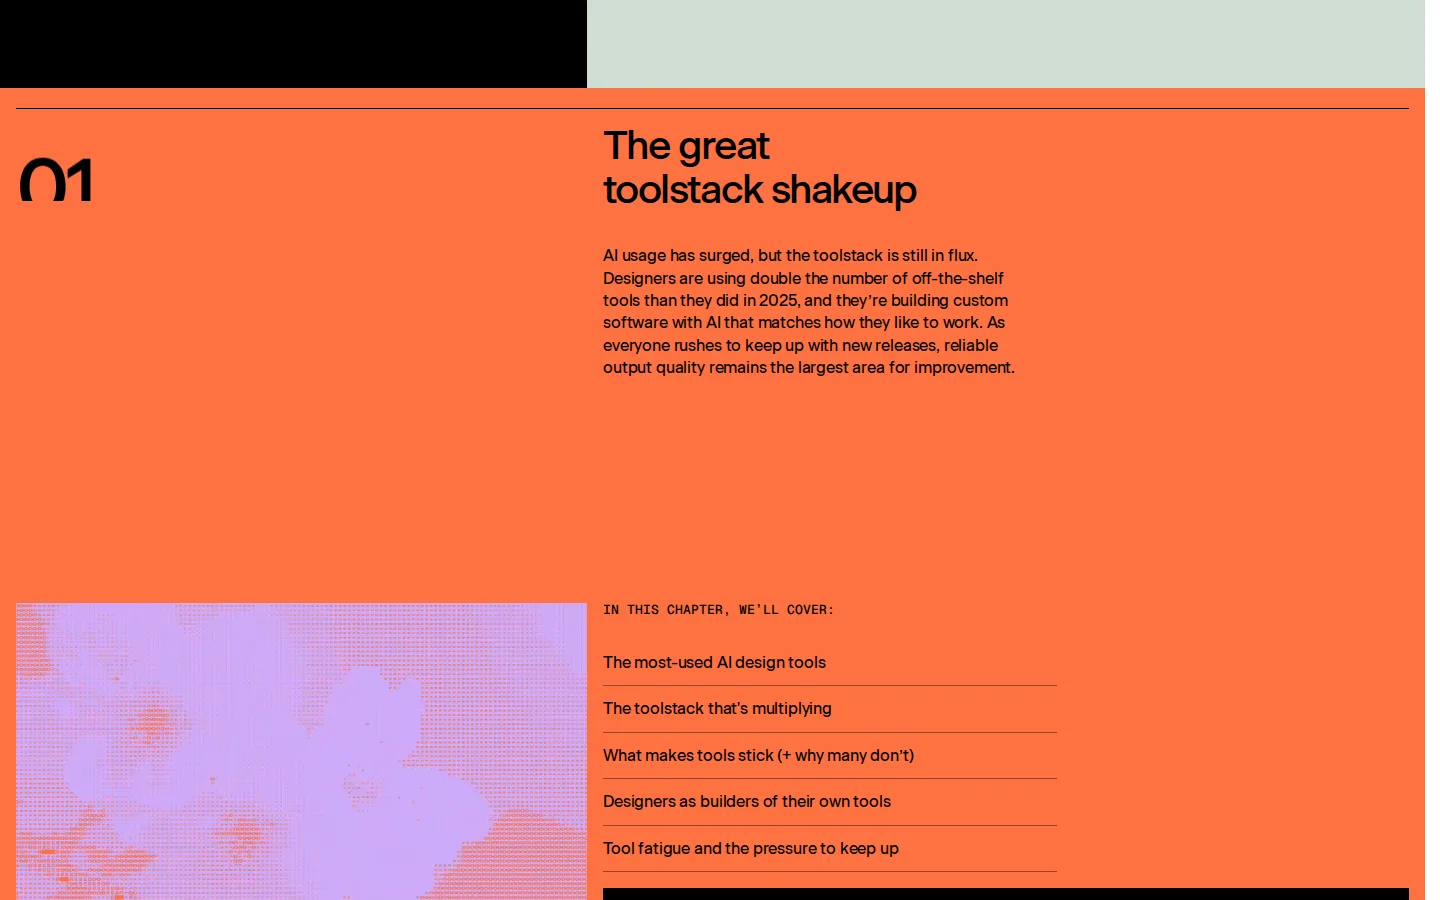 01
The great
toolstack shakeup
AI usage has surged, but the toolstack is still in flux.
Designers are using double the number of off-the-shelf
tools than they did in 2025, and they’re building custom
software with AI that matches how they like to work. As
everyone rushes to keep up with new releases, reliable
output quality remains the largest area for improvement.
IN THIS CHAPTER, WE’LL COVER:
The most-used AI design tools
The toolstack that’s multiplying
What makes tools stick (+ why many don’t)
Designers as builders of their own tools
Tool fatigue and the pressure to keep up